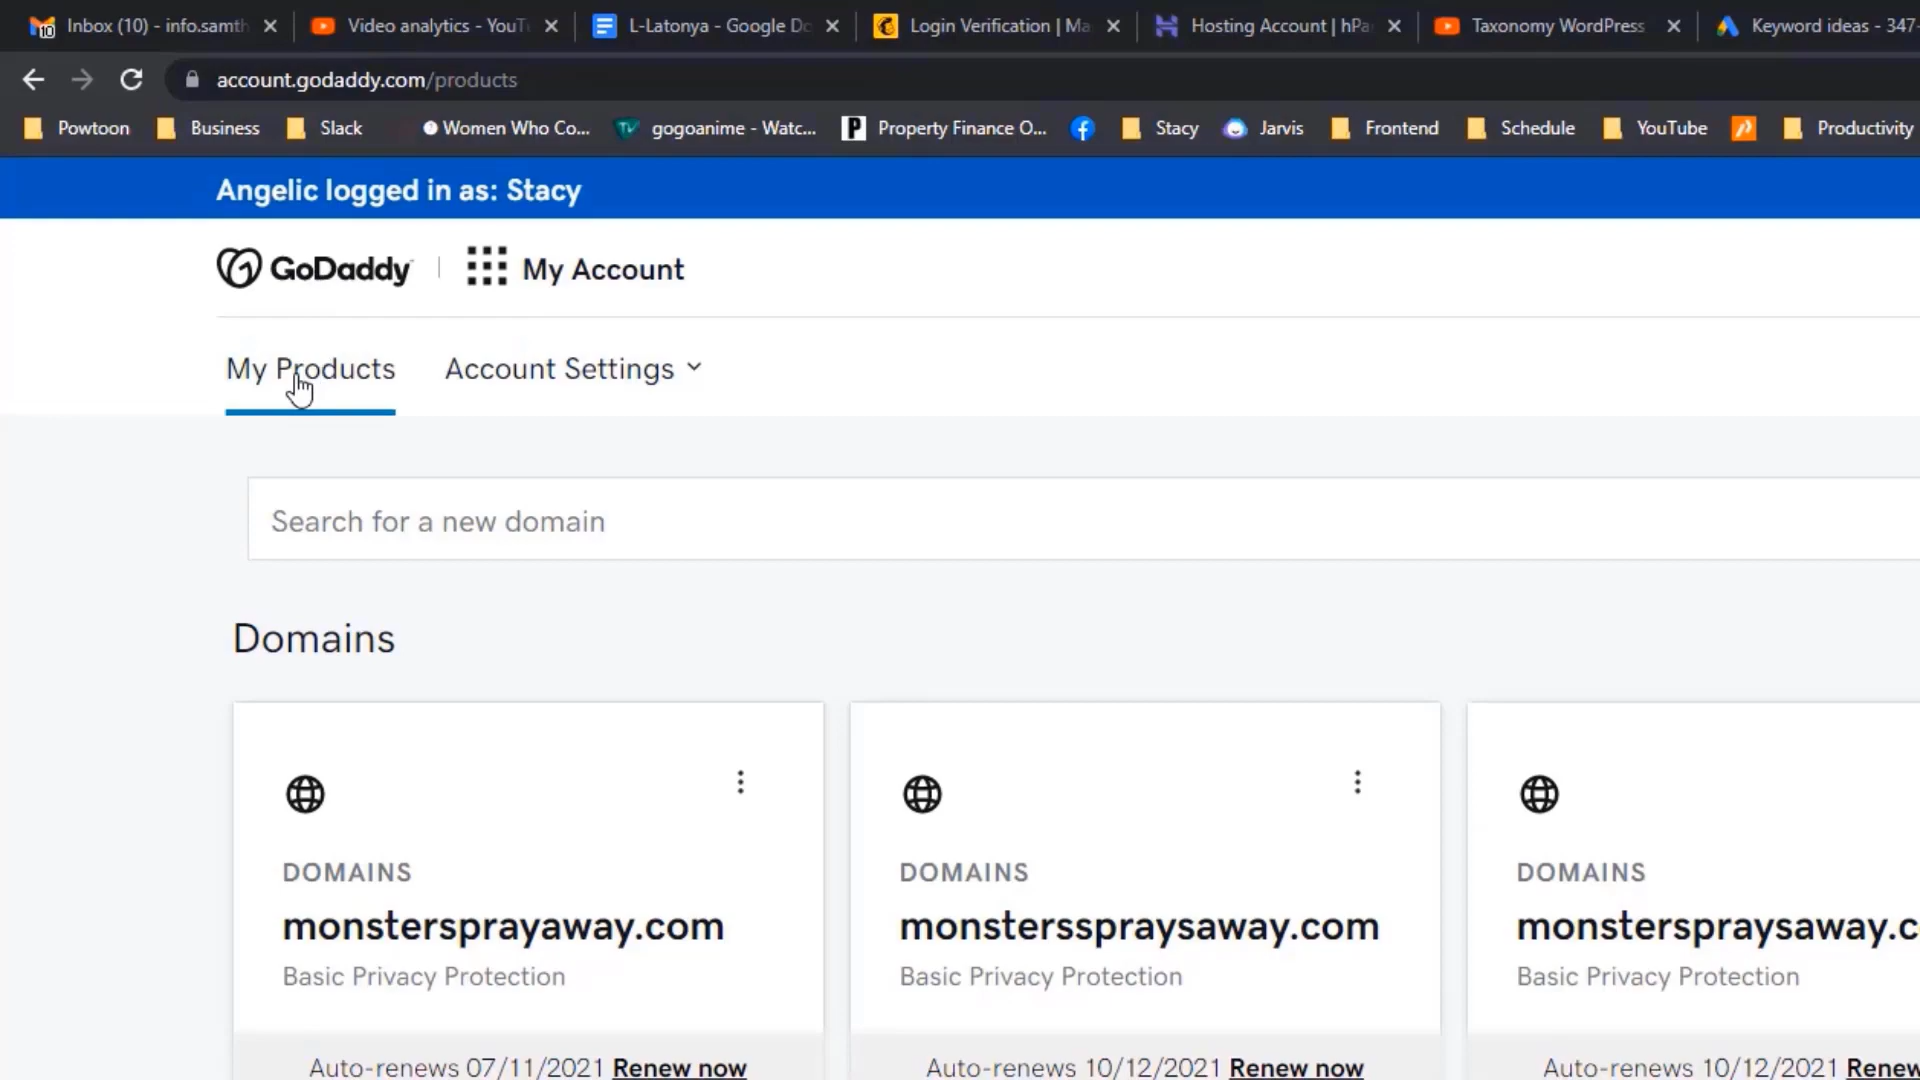 Inbox (10) - info.samth Video analytics - YouT L-Latonya - Google Do Login Verification | Ma Hosting Account | hPa Taxonomy WordPress Keyword ideas - 347-
account.godaddy.com/products
Powtoon Business Slack Women Who Co... gogoanime - Watc... Property Finance O... Stacy Jarvis Frontend Schedule YouTube Productivity
Angelic logged in as: Stacy
GoDaddy My Account
My Products Account Settings
Search for a new domain
Domains
DOMAINS DOMAINS DOMAINS
monstersprayaway.com monssterspraysaway.com monsterspraysaway.c
Basic Privacy Protection Basic Privacy Protection Basic Privacy Protection
Auto-renews 07/11/2021 Renew now Auto-renews 10/12/2021 Renew now Auto-renews 10/12/2021 Renew